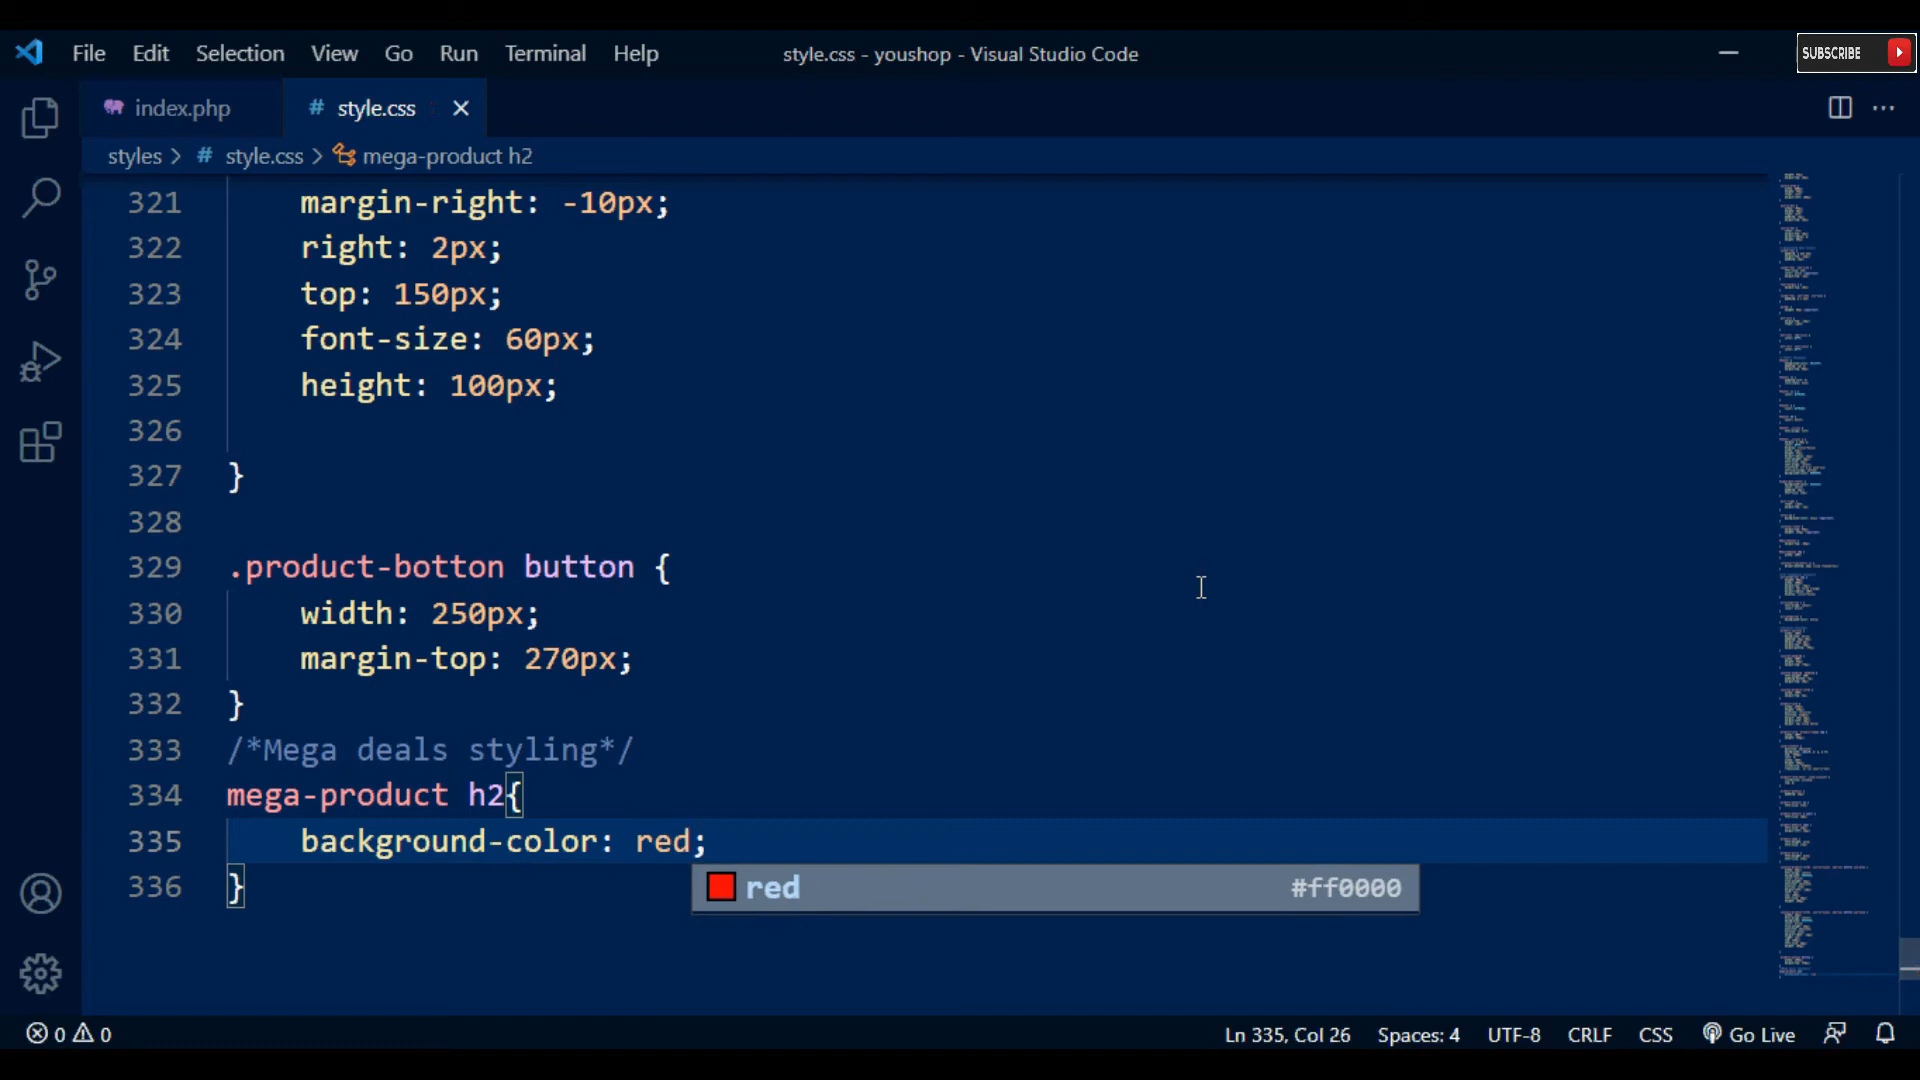 File Edit Selection View Go Run Terminal Help style.css - youshop - Visual Studio Code SUBSCRIBE
index.php # style.css
styles > # style.css > mega-product h2
321 margin-right: -10px;
322 right: 2px;
323 top: 150px;
324 font-size: 60px;
325 height: 100px;
326
327 }
328
329 .product-botton button {
330 width: 250px;
331 margin-top: 270px;
332 }
333 /*Mega deals styling*/
334 mega-product h2{
335 background-color: red;
336 }
red #ff0000
0 0 Ln 335, Col 26 Spaces: 4 UTF-8 CRLF CSS Go Live